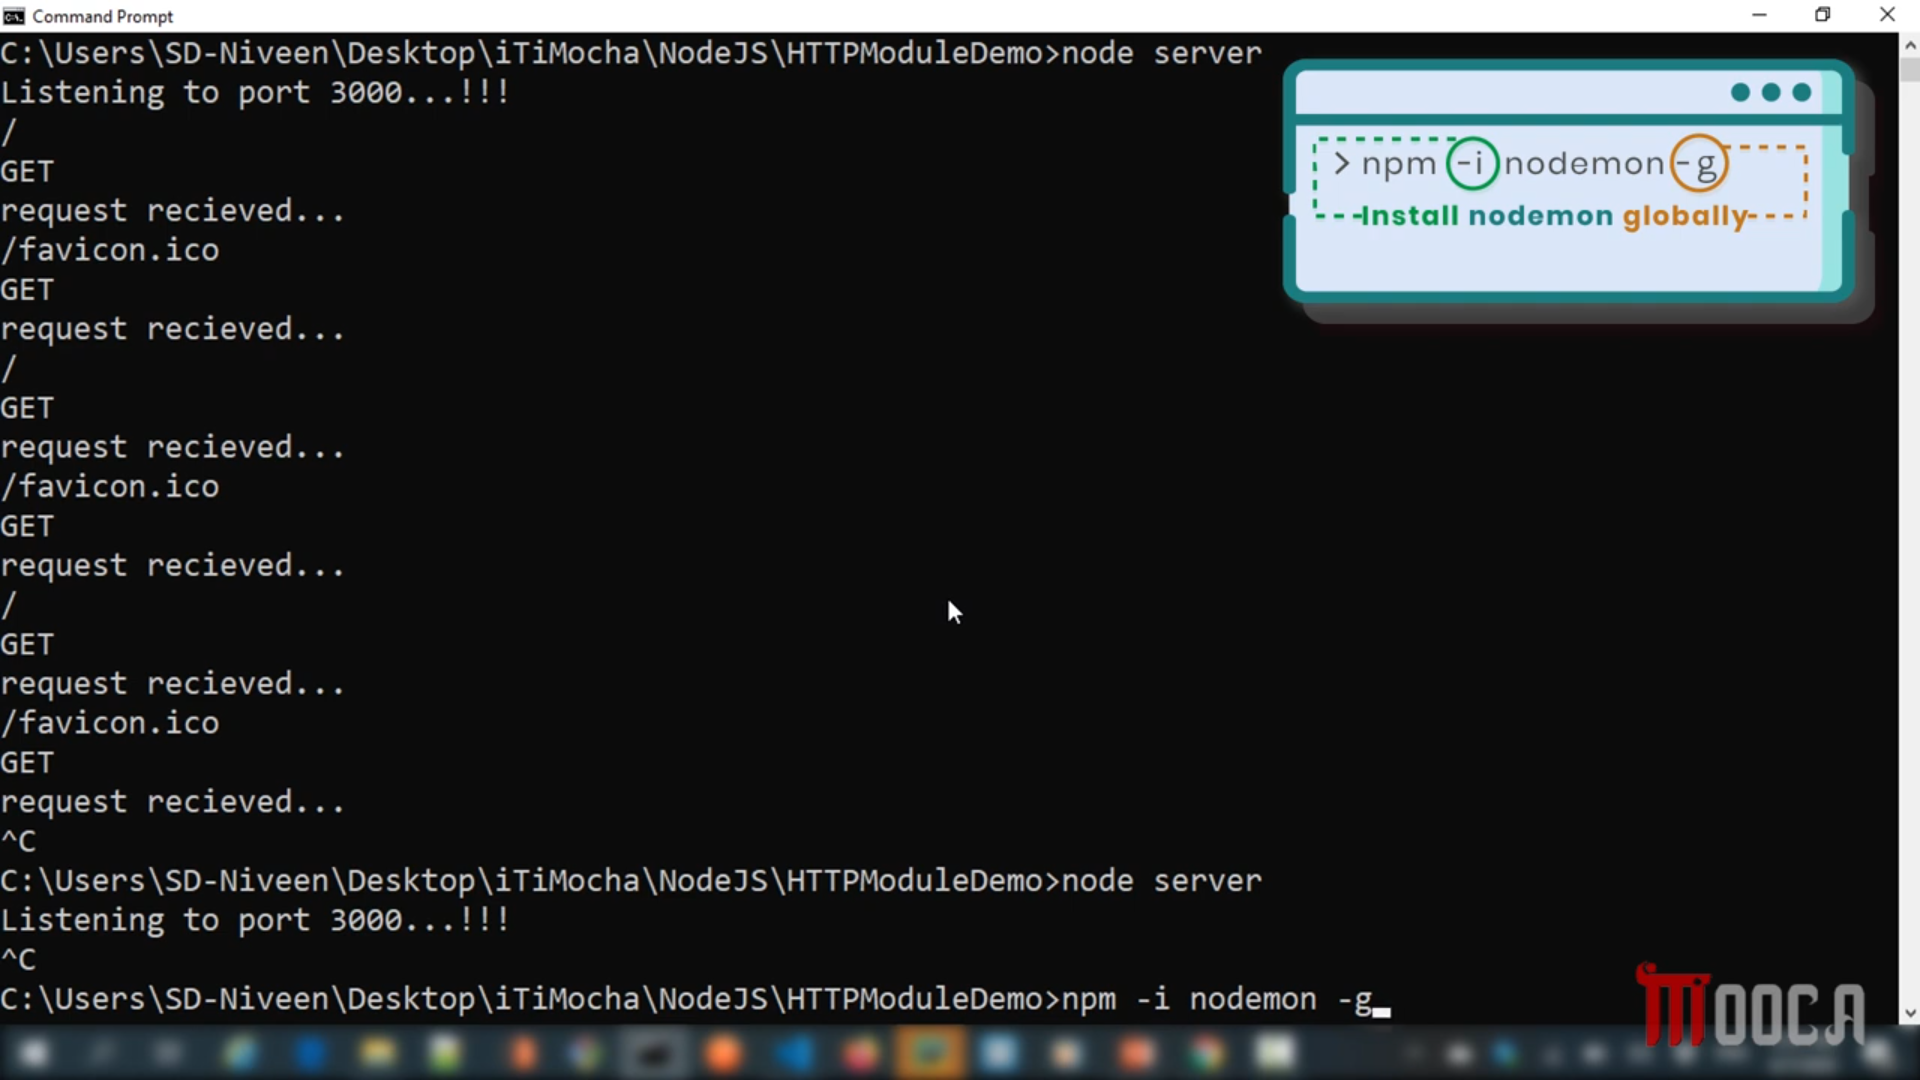 Command Prompt
C:\Users\SD-Niveen\Desktop\iTiMocha\NodeJS\HTTPModuleDemo>node server
Listening to port 3000...!!!
/
GET
request recieved...
/favicon.ico
GET
request recieved...
/
GET
request recieved...
/favicon.ico
GET
request recieved...
/
GET
request recieved...
/favicon.ico
GET
request recieved...
^C
C:\Users\SD-Niveen\Desktop\iTiMocha\NodeJS\HTTPModuleDemo>node server
Listening to port 3000...!!!
^C
C:\Users\SD-Niveen\Desktop\iTiMocha\NodeJS\HTTPModuleDemo>npm -i nodemon -g
> npm -i nodemon -g
Install nodemon globally
MOOCA